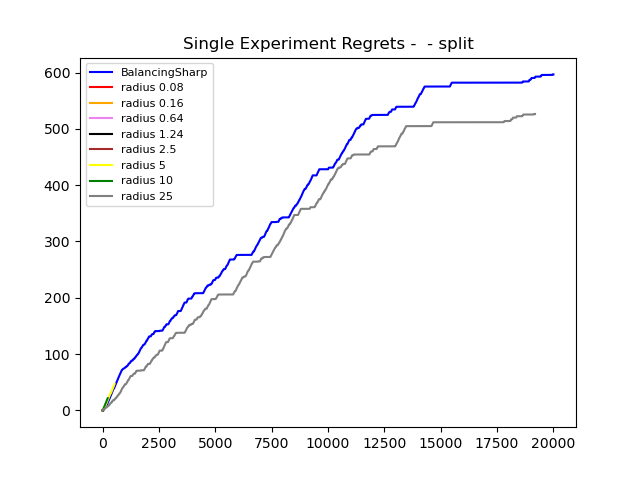 Single Experiment Regrets -  - split
600
500
400
300
200
100
0
BalancingSharp
radius 0.08
radius 0.16
radius 0.64
radius 1.24
radius 2.5
radius 5
radius 10
radius 25
0 2500 5000 7500 10000 12500 15000 17500 20000